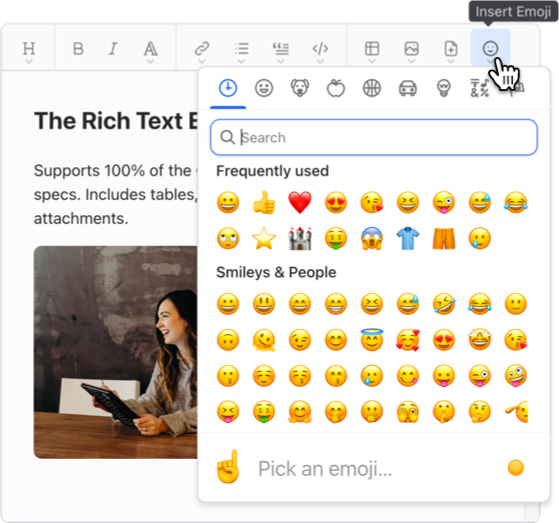 Insert Emoji
H B I A
The Rich Text E
Search
Frequently used
Supports 100% of the
specs. Includes tables,
attachments.
Smileys & People
Pick an emoji...